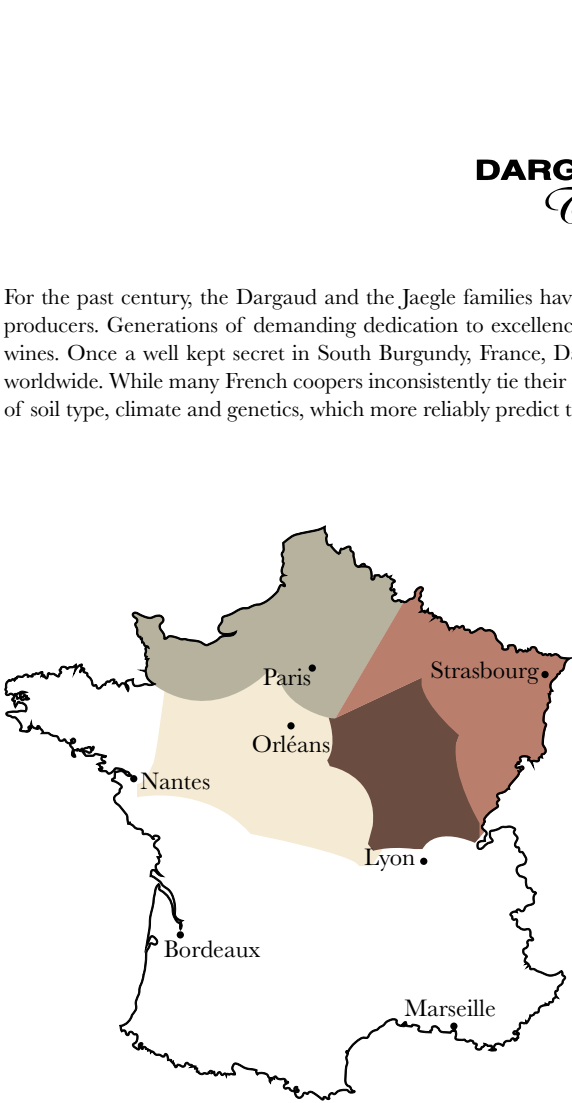 DARG
For the past century, the Dargaud and the Jaegle families hav
producers. Generations of demanding dedication to excellenc
wines. Once a well kept secret in South Burgundy, France, Da
worldwide. While many French coopers inconsistently tie their
of soil type, climate and genetics, which more reliably predict t
Paris
Strasbourg
Orléans
Nantes
Lyon
Bordeaux
Marseille